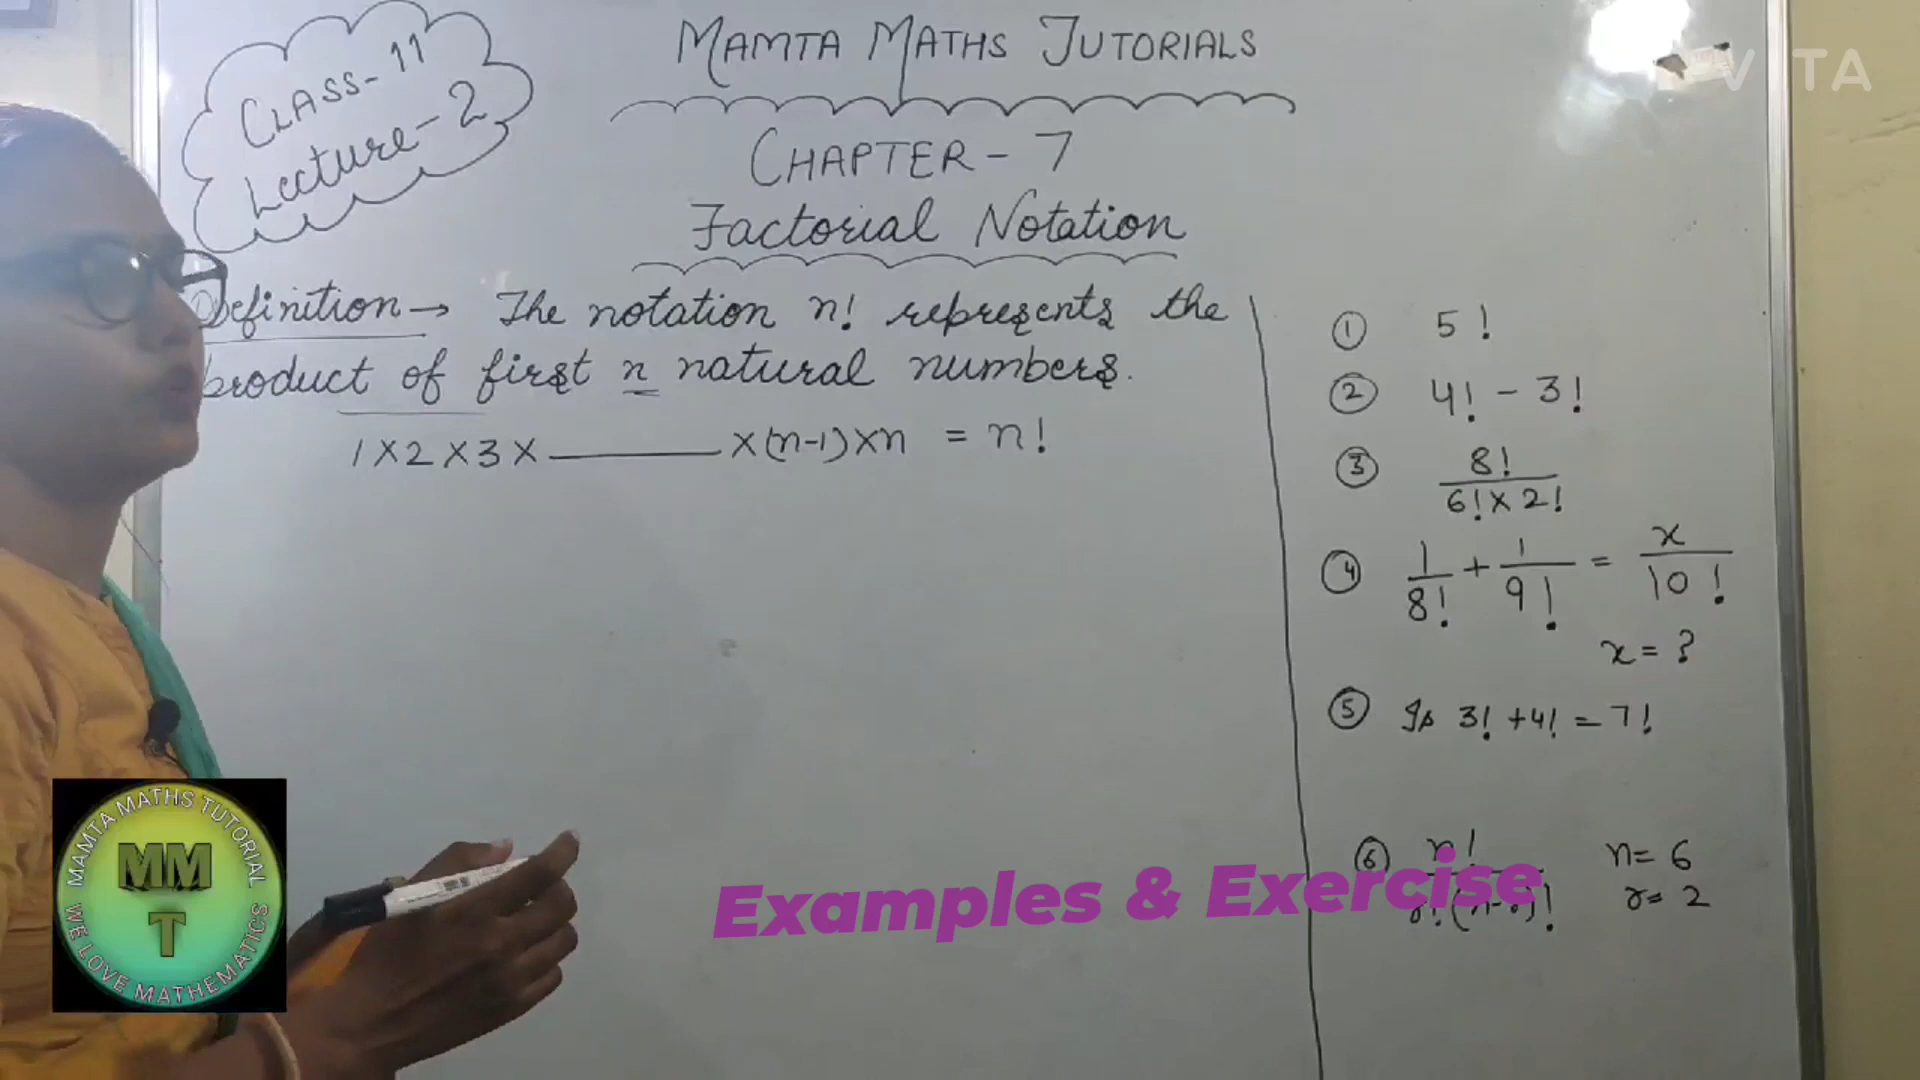 CLASS-11
Lecture-2
MAMTA MATHS TUTORIALS
CHAPTER-7
Factorial Notation
Definition → The notation n! represents the
product of first n natural numbers.
1 X 2 X 3 X ______ X (n-1) X n = n!
① 5!
② 4! - 3!
③ 8! / 6! X 2!
④ 1/8! + 1/9! = x/10!
x = ?
⑤ Is 3! + 4! = 7!
⑥ n! / r! (n-r)! n = 6
r = 2
Examples & Exercise
MAMTA MATHS TUTORIAL
MM
T
WE LOVE MATHEMATICS